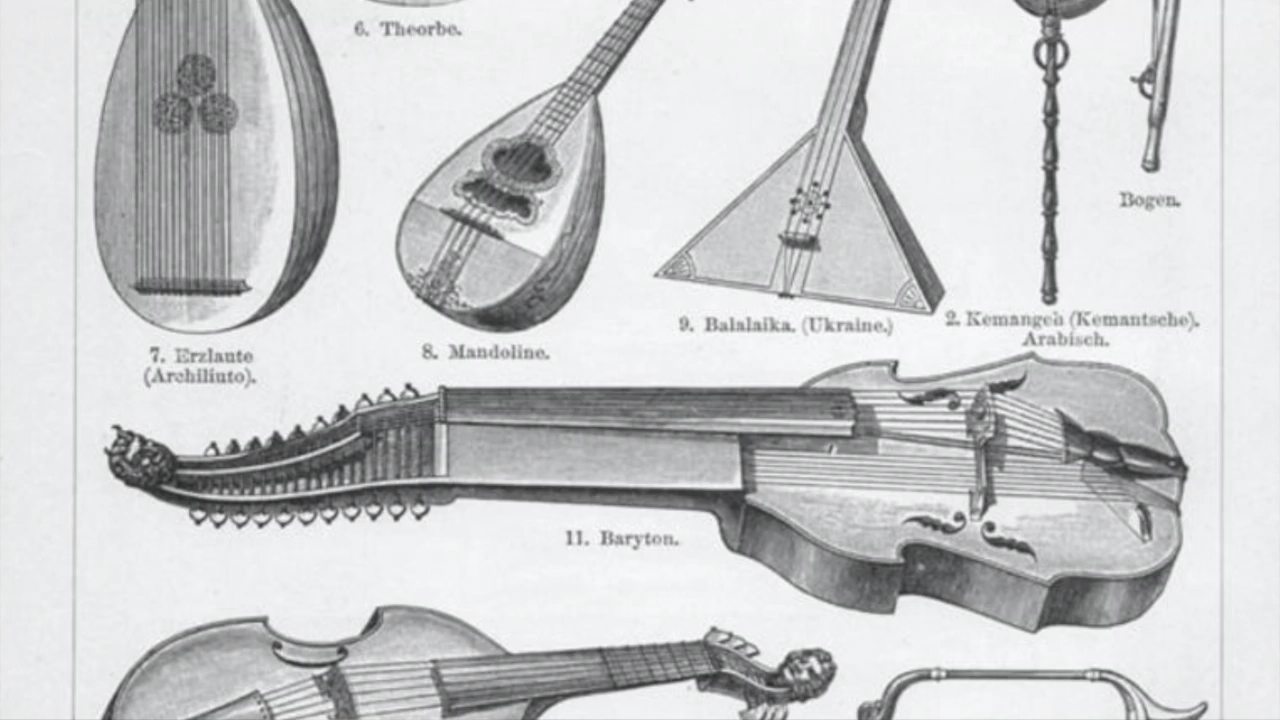 6. Theorbe.
Bogen.
9. Balalaika. (Ukraine.)
2. Kemangeh (Kemantsche).
Arabisch.
7. Erzlaute
(Archiliuto).
8. Mandoline.
11. Baryton.